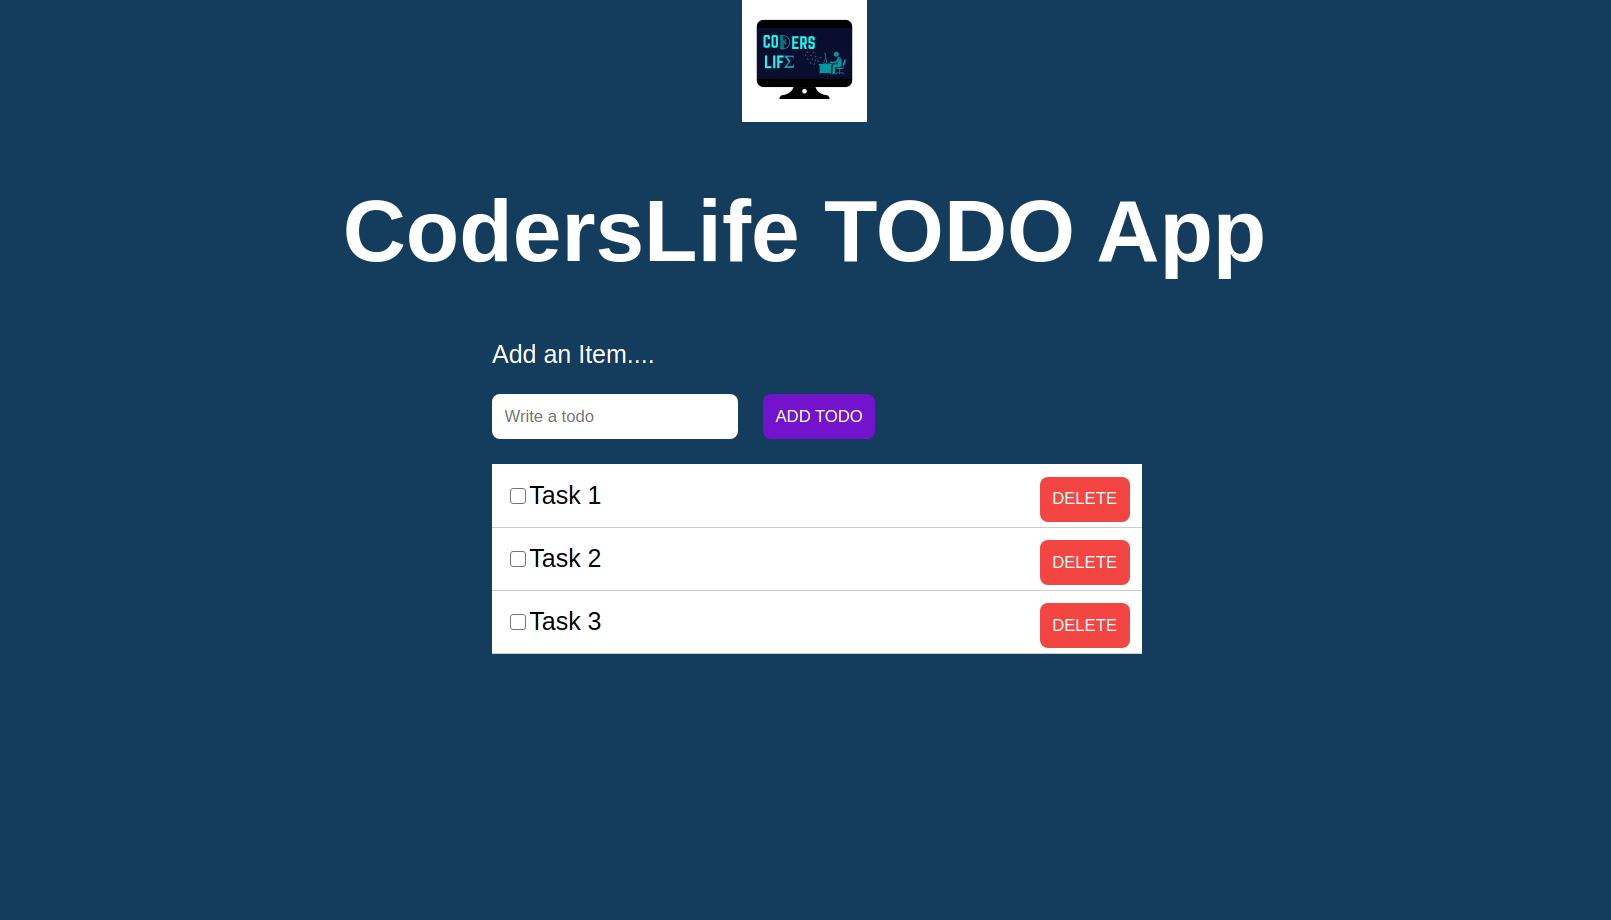 CODERS
LIFΣ
CodersLife TODO App
Add an Item....
Write a todo
ADD TODO
Task 1
DELETE
Task 2
DELETE
Task 3
DELETE